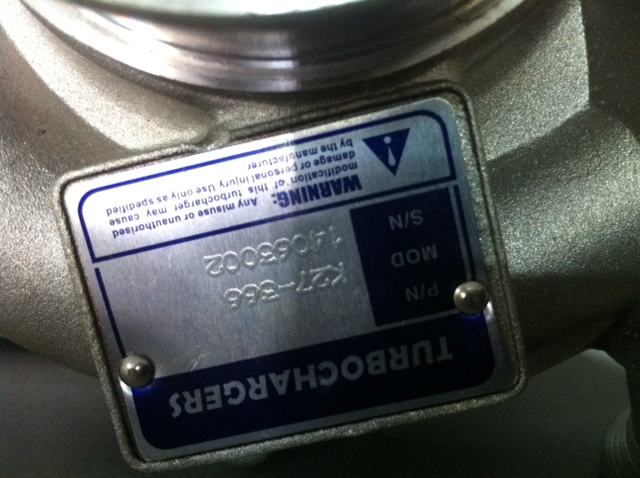 TURBOCHARGERS
P/N K27-366
MOD 14063002
S/N
WARNING: Any misuse or unauthorised
modification of this turbocharger may cause
damage or personal injury Use only as specified
by the manufacturer